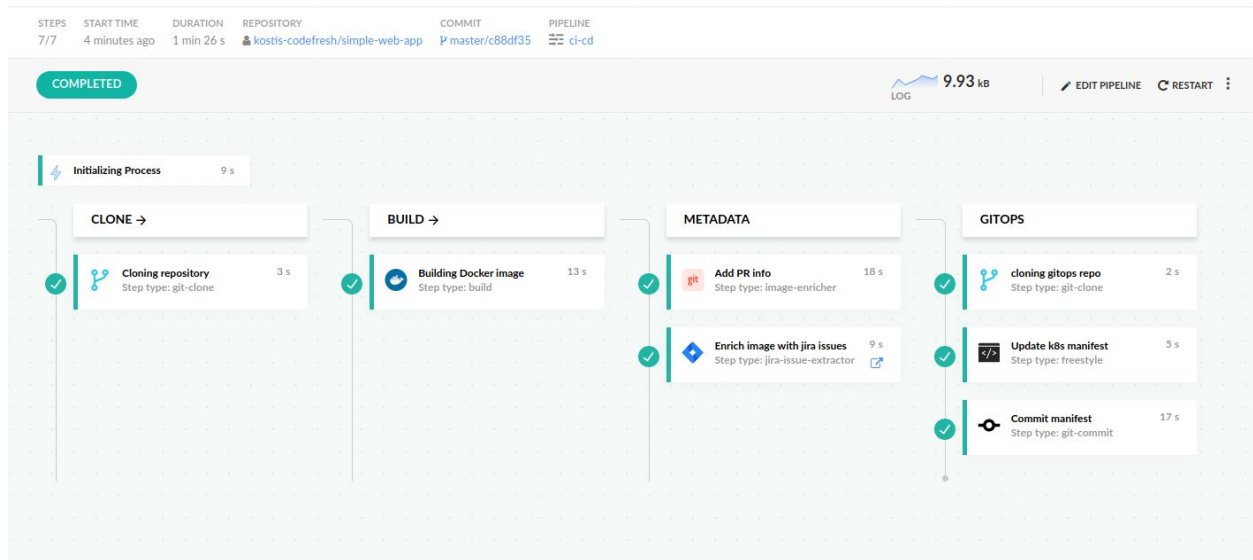 STEPS START TIME DURATION REPOSITORY COMMIT PIPELINE
7/7 4 minutes ago 1 min 26 s kostis-codefresh/simple-web-app master/c88df35 ci-cd
COMPLETED
LOG 9.93 kB
EDIT PIPELINE RESTART
Initializing Process 9 s
CLONE →
Cloning repository 3 s
Step type: git-clone
BUILD →
Building Docker image 13 s
Step type: build
METADATA
git
Add PR info 18 s
Step type: image-enricher
Enrich image with jira issues 9 s
Step type: jira-issue-extractor
GITOPS
cloning gitops repo 2 s
Step type: git-clone
</>
Update k8s manifest 5 s
Step type: freestyle
Commit manifest 17 s
Step type: git-commit